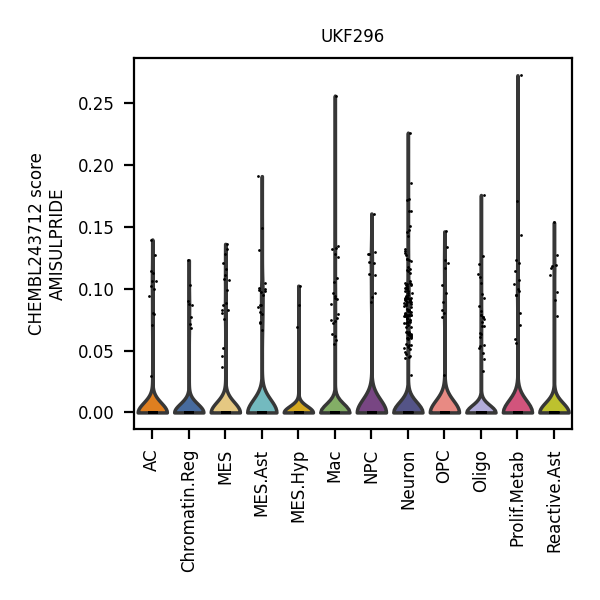 UKF296
CHEMBL243712 score
AMISULPRIDE
0.25
0.20
0.15
0.10
0.05
0.00
AC
Chromatin.Reg
MES
MES.Ast
MES.Hyp
Mac
NPC
Neuron
OPC
Oligo
Prolif.Metab
Reactive.Ast